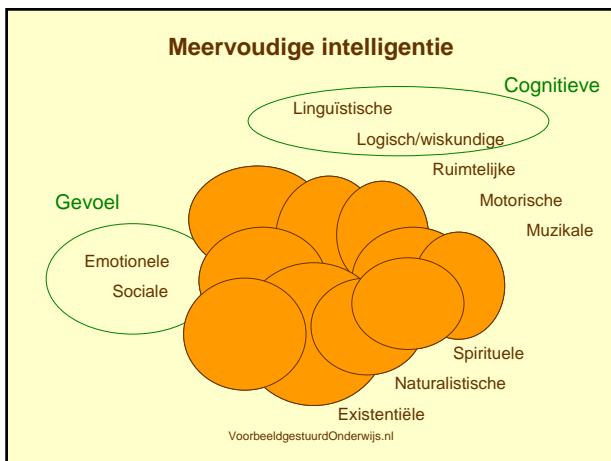 Meervoudige intelligentie
Cognitieve
Linguïstische
Logisch/wiskundige
Ruimtelijke
Motorische
Muzikale
Gevoel
Emotionele
Sociale
Spirituele
Naturalistische
Existentiële
VoorbeeldgestuurdOnderwijs.nl